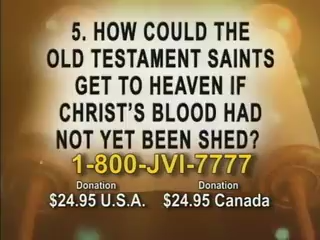 5. HOW COULD THE
OLD TESTAMENT SAINTS
GET TO HEAVEN IF
CHRIST'S BLOOD HAD
NOT YET BEEN SHED?
1-800-JVI-7777
Donation Donation
$24.95 U.S.A. $24.95 Canada